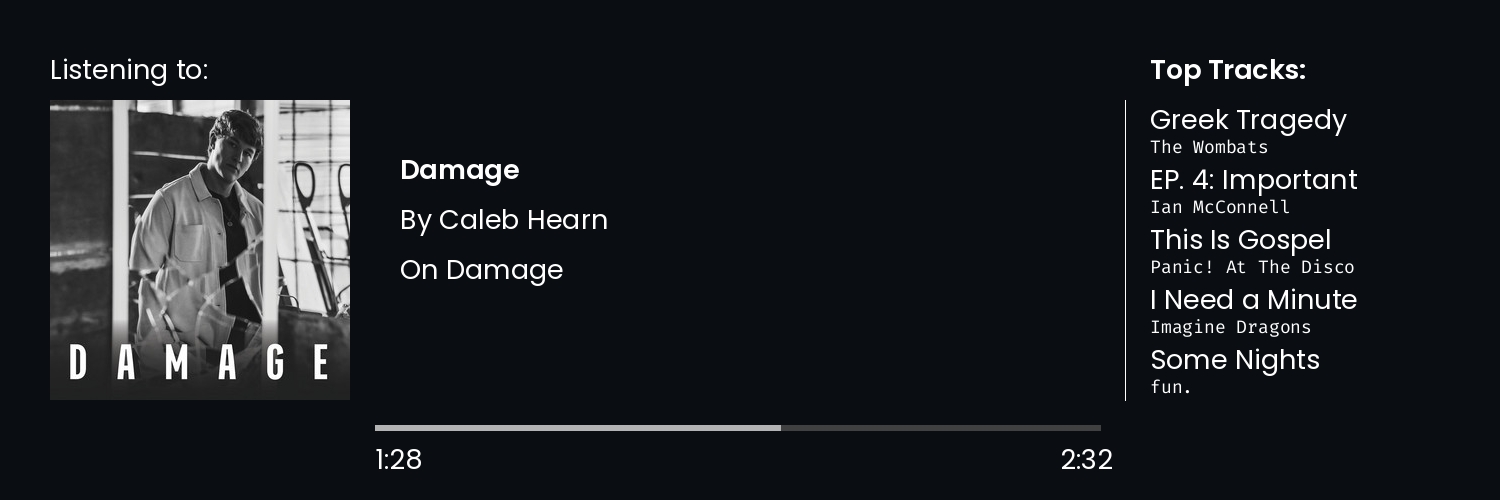 Listening to:
DAMAGE
Damage
By Caleb Hearn
On Damage
1:28
2:32
Top Tracks:
Greek Tragedy
The Wombats
EP. 4: Important
Ian McConnell
This Is Gospel
Panic! At The Disco
I Need a Minute
Imagine Dragons
Some Nights
fun.